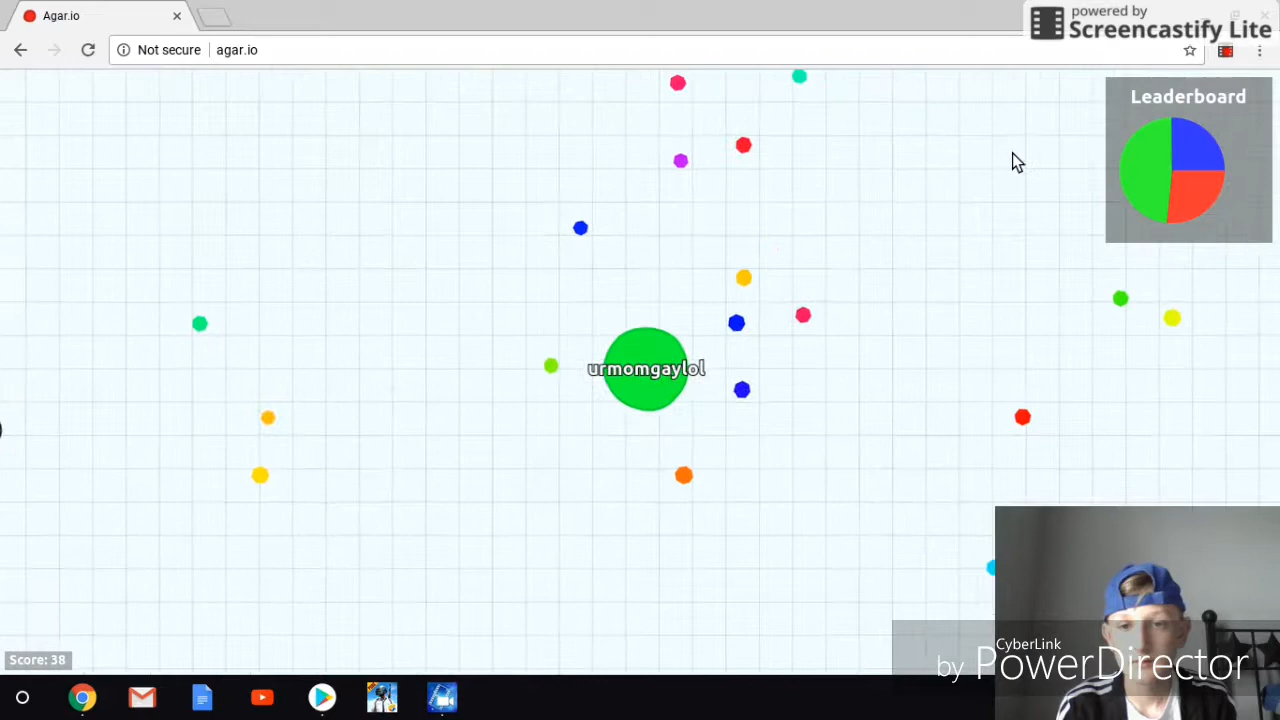 Agar.io
powered by
Screencastify Lite
Not secure
agar.io
Leaderboard
urmomgaylol
Score: 38
CyberLink
by PowerDirector